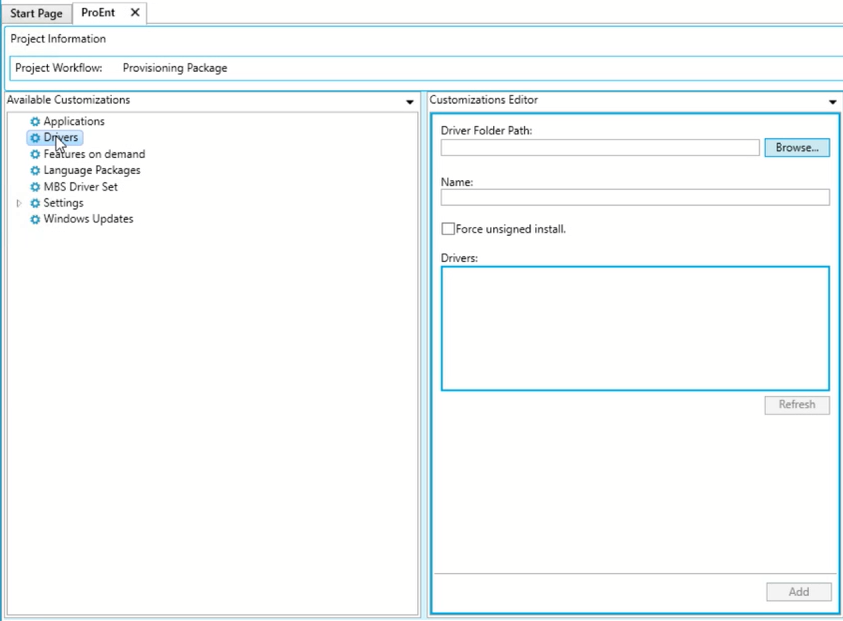 Start Page
ProEnt
Project Information
Project Workflow: Provisioning Package
Available Customizations
Applications
Drivers
Features on demand
Language Packages
MBS Driver Set
Settings
Windows Updates
Customizations Editor
Driver Folder Path:
Browse...
Name:
Force unsigned install.
Drivers:
Refresh
Add